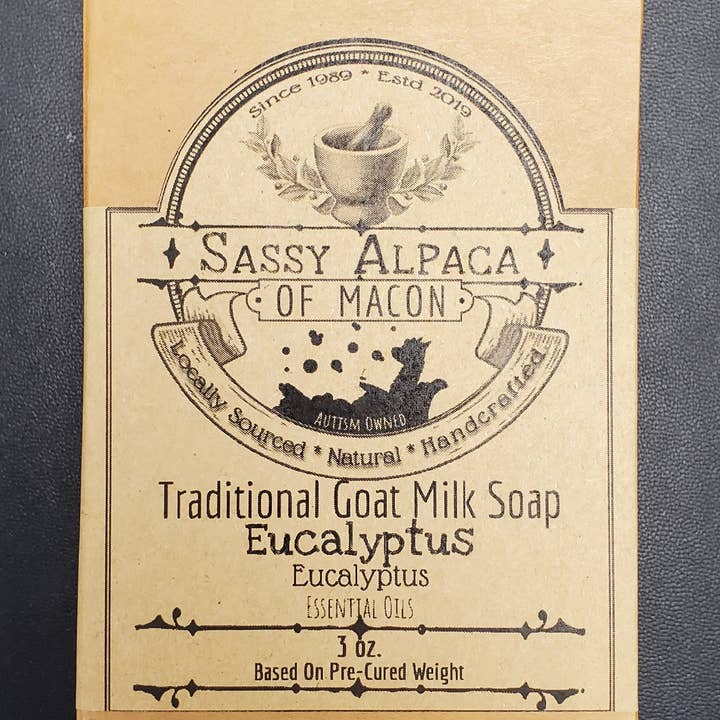 Since 1989 * Estd 2019
SASSY ALPACA
OF MACON
AUTISM OWNED
Locally Sourced * Natural * Handcrafted
Traditional Goat Milk Soap
Eucalyptus
Eucalyptus
ESSENTIAL OILS
3 oz.
Based On Pre-Cured Weight